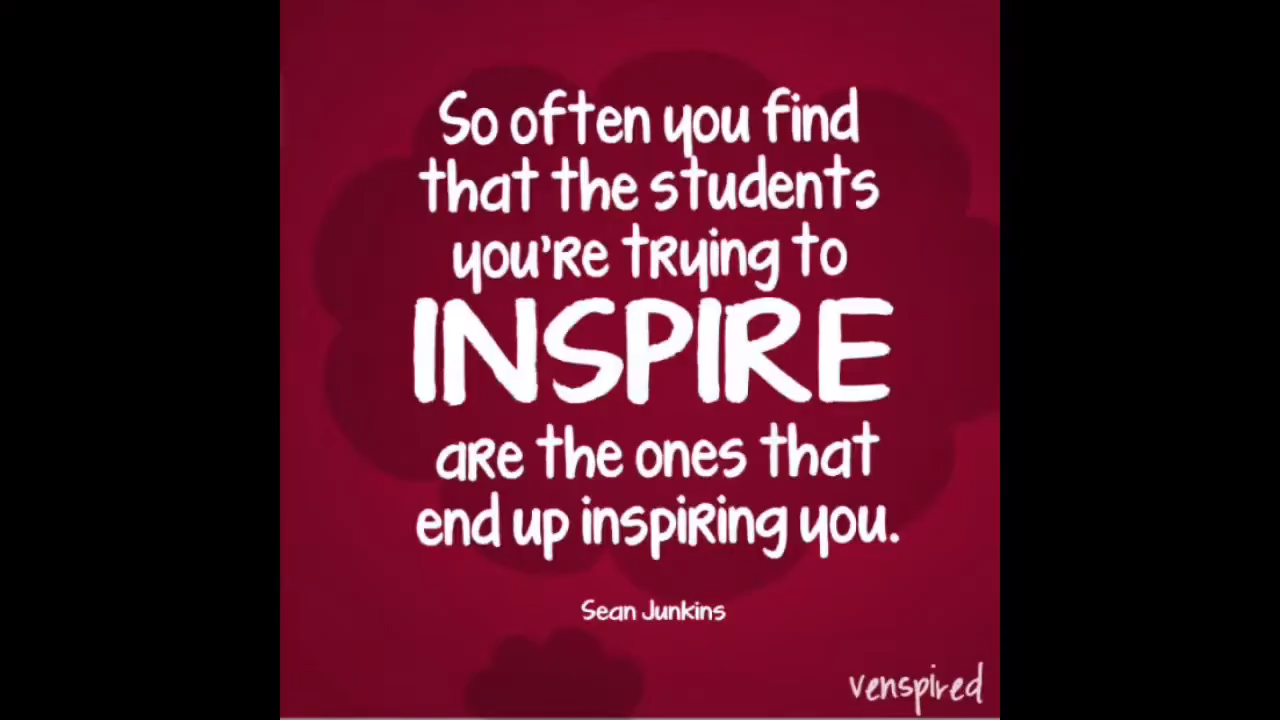 So often you find
that the students
you're trying to
INSPIRE
are the ones that
end up inspiring you.
Sean Junkins
venspired